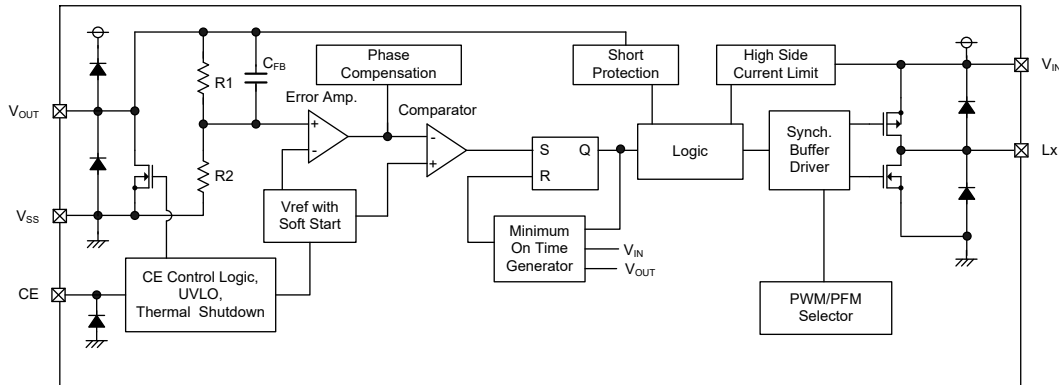 Phase
Compensation
Short
Protection
High Side
Current Limit
V_IN
C_FB
R1
Error Amp.
Comparator
V_OUT
+
-
-
+
S
Q
R
Logic
Synch.
Buffer
Driver
Lx
R2
V_SS
Vref with
Soft Start
Minimum
On Time
Generator
V_IN
V_OUT
CE
CE Control Logic,
UVLO,
Thermal Shutdown
PWM/PFM
Selector